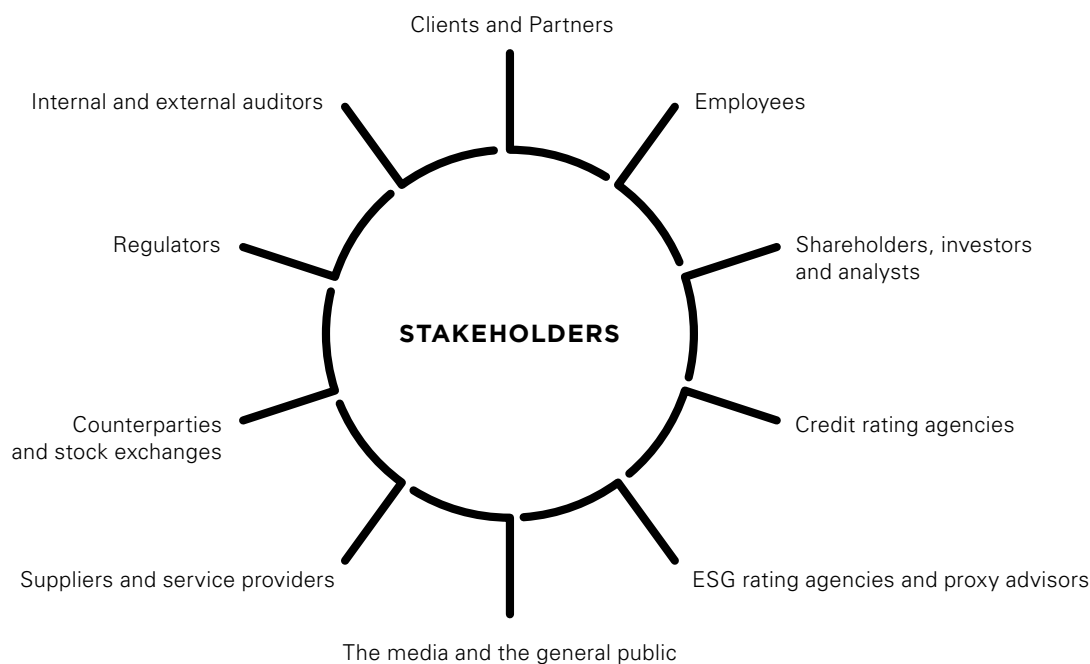 Clients and Partners
Internal and external auditors
Employees
Regulators
Shareholders, investors
and analysts
STAKEHOLDERS
Counterparties
and stock exchanges
Credit rating agencies
Suppliers and service providers
ESG rating agencies and proxy advisors
The media and the general public